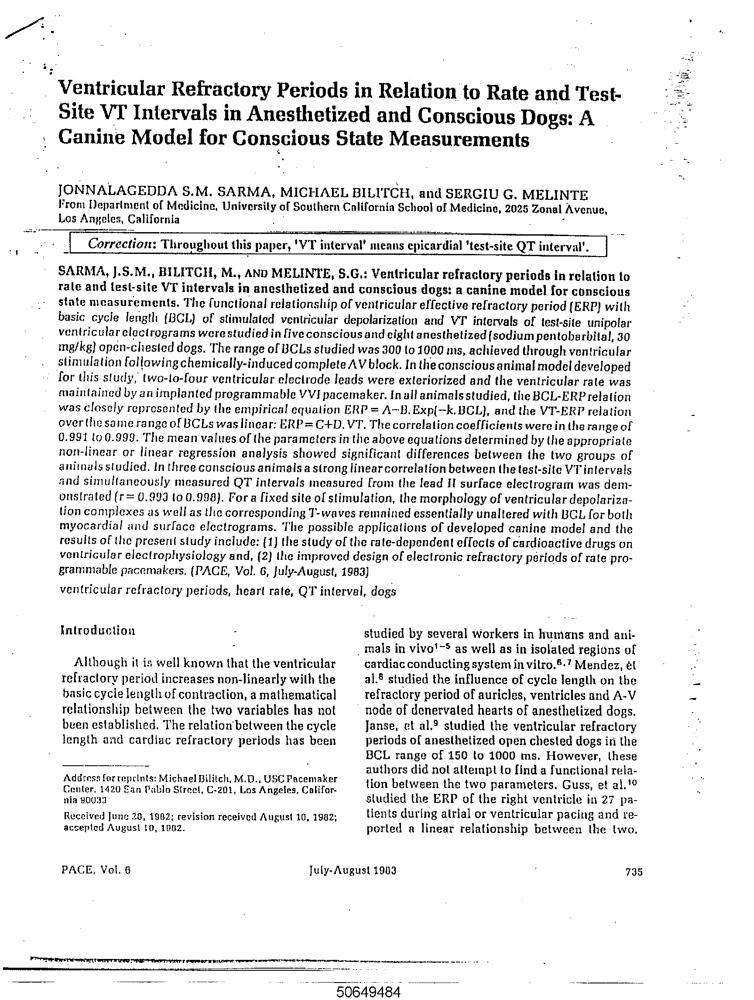 Ventricular Refractory Periods in Relation to Rate and Test-
Site VT Intervals in Anesthetized and Conscious Dogs: A
Canine Model for Conscious State Measurements
JONNALAGEDDA S.M. SARMA, MICHAEL BILITCH, and SERGIU G. MELINTE
From Department of Medicine, University of Southern California School of Medicine, 2025 Zonal Avenue,
Los Angeles, California
Correction: Throughout this paper, 'VT interval' means epicardial 'test-site QT interval'.
SARMA, J.S.M., BILITCH, M., AND MELINTE, S.G.: Ventricular refractory periods in relation to
rate and test-site VT intervals in anesthetized and conscious dogs: a canine model for conscious
state measurements. The functional relationship of ventricular effective refractory period (ERP) with
basic cycle length (BCL) of stimulated ventricular depolarization and VT intervals of test-site unipolar
ventricular electrograms were studied in five conscious and eight anesthetized (sodium pentobarbital, 30
mg/kg) open-chested dogs. The range of BCLs studied was 300 to 1000 ms, achieved through ventricular
stimulation following chemically-induced complete AV block. In the conscious animal model developed
for this study, two-to-four ventricular electrode leads were exteriorized and the ventricular rate was
maintained by an implanted programmable VVI pacemaker. In all animals studied, the BCL-ERP relation
was closely represented by the empirical equation ERP = A–B.Exp(–k.BCL), and the VT-ERP relation
over the same range of BCLs was linear: ERP = C+D. VT. The correlation coefficients were in the range of
0.991 to 0.999. The mean values of the parameters in the above equations determined by the appropriate
non-linear or linear regression analysis showed significant differences between the two groups of
animals studied. In three conscious animals a strong linear correlation between the test-site VT intervals
and simultaneously measured QT intervals measured from the lead II surface electrogram was dem-
onstrated (r = 0.993 to 0.998). For a fixed site of stimulation, the morphology of ventricular depolariza-
tion complexes as well as the corresponding T-waves remained essentially unaltered with BCL for both
myocardial and surface electrograms. The possible applications of developed canine model and the
results of the present study include: (1) the study of the rate-dependent effects of cardioactive drugs on
ventricular electrophysiology and, (2) the improved design of electronic refractory periods of rate pro-
grammable pacemakers. (PACE, Vol. 6, July-August, 1983)
ventricular refractory periods, heart rate, QT interval, dogs
Introduction
Although it is well known that the ventricular
refractory period increases non-linearly with the
basic cycle length of contraction, a mathematical
relationship between the two variables has not
been established. The relation between the cycle
length and cardiac refractory periods has been
Address for reprints: Michael Bilitch, M.D., USC Pacemaker
Center, 1420 San Pablo Street, C-201, Los Angeles, Califor-
nia 90033
Received June 20, 1982; revision received August 10, 1982;
accepted August 10, 1982.
studied by several workers in humans and ani-
mals in vivo1–5 as well as in isolated regions of
cardiac conducting system in vitro.6,7 Mendez, et
al.8 studied the influence of cycle length on the
refractory period of auricles, ventricles and A-V
node of denervated hearts of anesthetized dogs.
Janse, et al.9 studied the ventricular refractory
periods of anesthetized open chested dogs in the
BCL range of 150 to 1000 ms. However, these
authors did not attempt to find a functional rela-
tion between the two parameters. Guss, et al.10
studied the ERP of the right ventricle in 27 pa-
tients during atrial or ventricular pacing and re-
ported a linear relationship between the two.
PACE, Vol. 6
July-August 1983
735
50649484